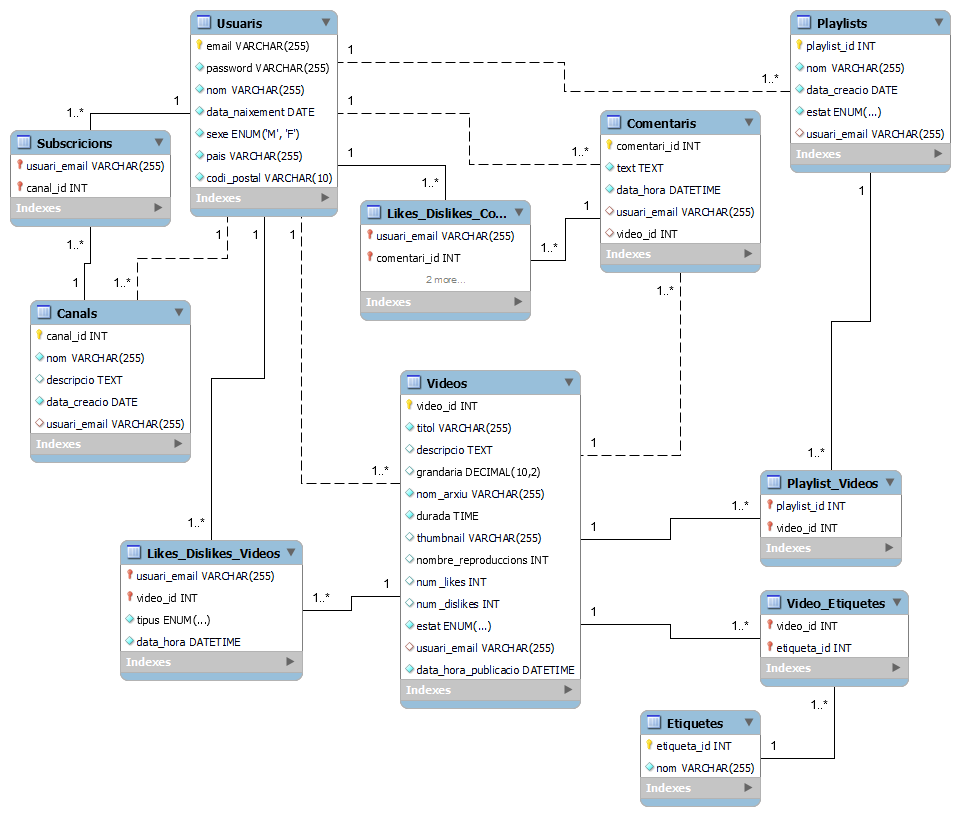 Usuaris
email VARCHAR(255)
password VARCHAR(255)
nom VARCHAR(255)
data_naixement DATE
sexe ENUM('M', 'F')
pais VARCHAR(255)
codi_postal VARCHAR(10)
Indexes
Playlists
playlist_id INT
nom VARCHAR(255)
data_creacio DATE
estat ENUM(...)
usuari_email VARCHAR(255)
Indexes
Subscricions
usuari_email VARCHAR(255)
canal_id INT
Indexes
Comentaris
comentari_id INT
text TEXT
data_hora DATETIME
usuari_email VARCHAR(255)
video_id INT
Indexes
Likes_Dislikes_Co...
usuari_email VARCHAR(255)
comentari_id INT
2 more...
Indexes
Canals
canal_id INT
nom VARCHAR(255)
descripcio TEXT
data_creacio DATE
usuari_email VARCHAR(255)
Indexes
Videos
video_id INT
titol VARCHAR(255)
descripcio TEXT
grandaria DECIMAL(10,2)
nom_arxiu VARCHAR(255)
durada TIME
thumbnail VARCHAR(255)
nombre_reproduccions INT
num_likes INT
num_dislikes INT
estat ENUM(...)
usuari_email VARCHAR(255)
data_hora_publicacio DATETIME
Indexes
Playlist_Videos
playlist_id INT
video_id INT
Indexes
Likes_Dislikes_Videos
usuari_email VARCHAR(255)
video_id INT
tipus ENUM(...)
data_hora DATETIME
Indexes
Video_Etiquetes
video_id INT
etiqueta_id INT
Indexes
Etiquetes
etiqueta_id INT
nom VARCHAR(255)
Indexes
1
1..*
1
1..*
1
1..*
1
1..*
1
1..*
1..*
1
1
1..*
1
1..*
1
1..*
1..*
1
1
1..*
1..*
1
1
1..*
1
1..*
1..*
1